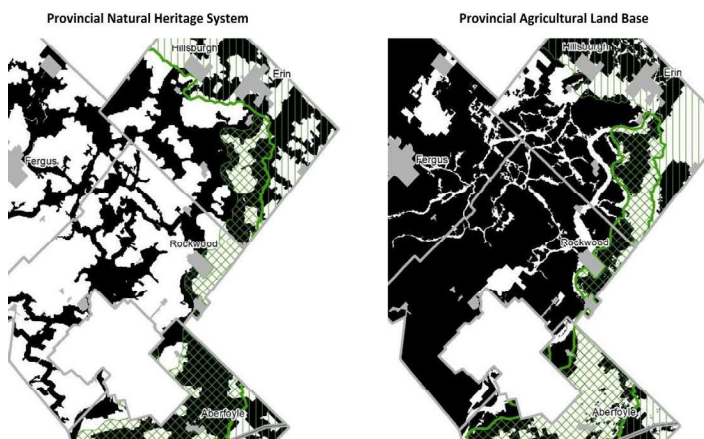 Provincial Natural Heritage System
Provincial Agricultural Land Base
Hillsburgh
Erin
Fergus
Rockwood
Aberfoyle
Hillsburgh
Erin
Fergus
Rockwood
Aberfoyle